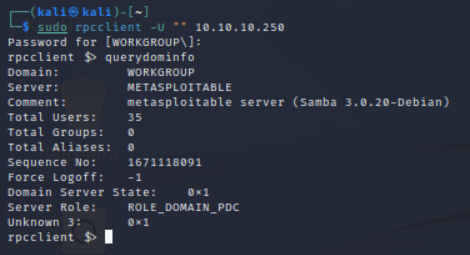 (kali㉿kali)-[~]
$ sudo rpcclient -U "" 10.10.10.250
Password for [WORKGROUP\]:
rpcclient $> querydominfo
Domain: WORKGROUP
Server: METASPLOITABLE
Comment: metasploitable server (Samba 3.0.20-Debian)
Total Users: 35
Total Groups: 0
Total Aliases: 0
Sequence No: 1671118091
Force Logoff: -1
Domain Server State: 0×1
Server Role: ROLE_DOMAIN_PDC
Unknown 3: 0×1
rpcclient $>